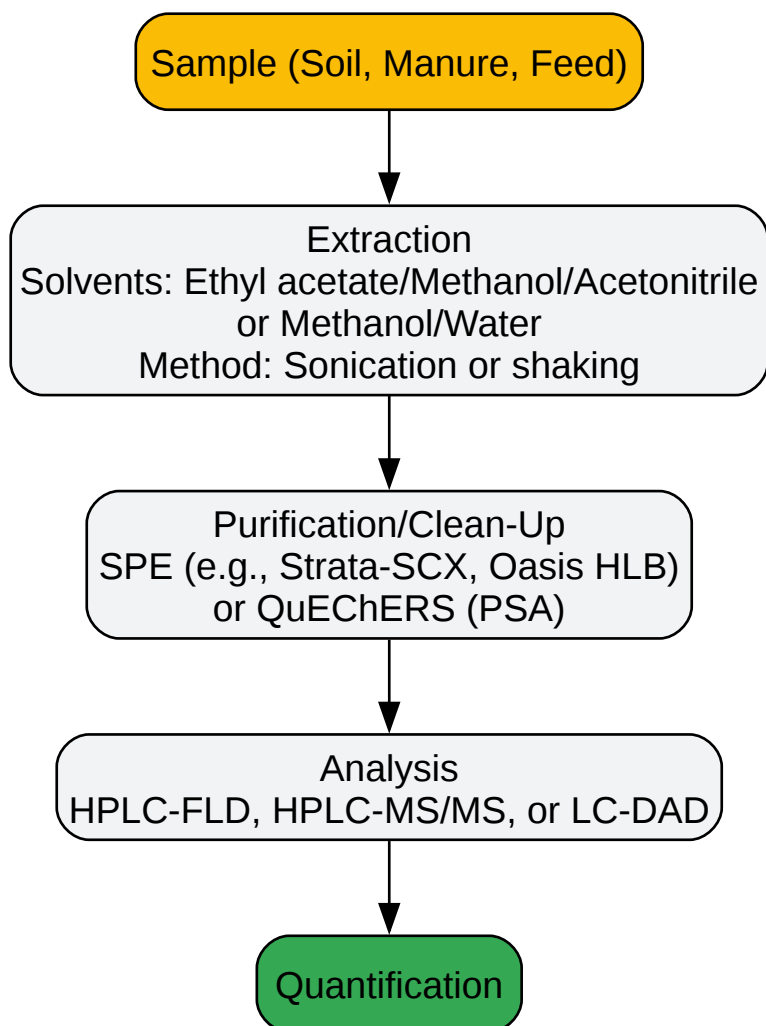 Sample (Soil, Manure, Feed)
Extraction
Solvents: Ethyl acetate/Methanol/Acetonitrile
or Methanol/Water
Method: Sonication or shaking
Purification/Clean-Up
SPE (e.g., Strata-SCX, Oasis HLB)
or QuEChERS (PSA)
Analysis
HPLC-FLD, HPLC-MS/MS, or LC-DAD
Quantification